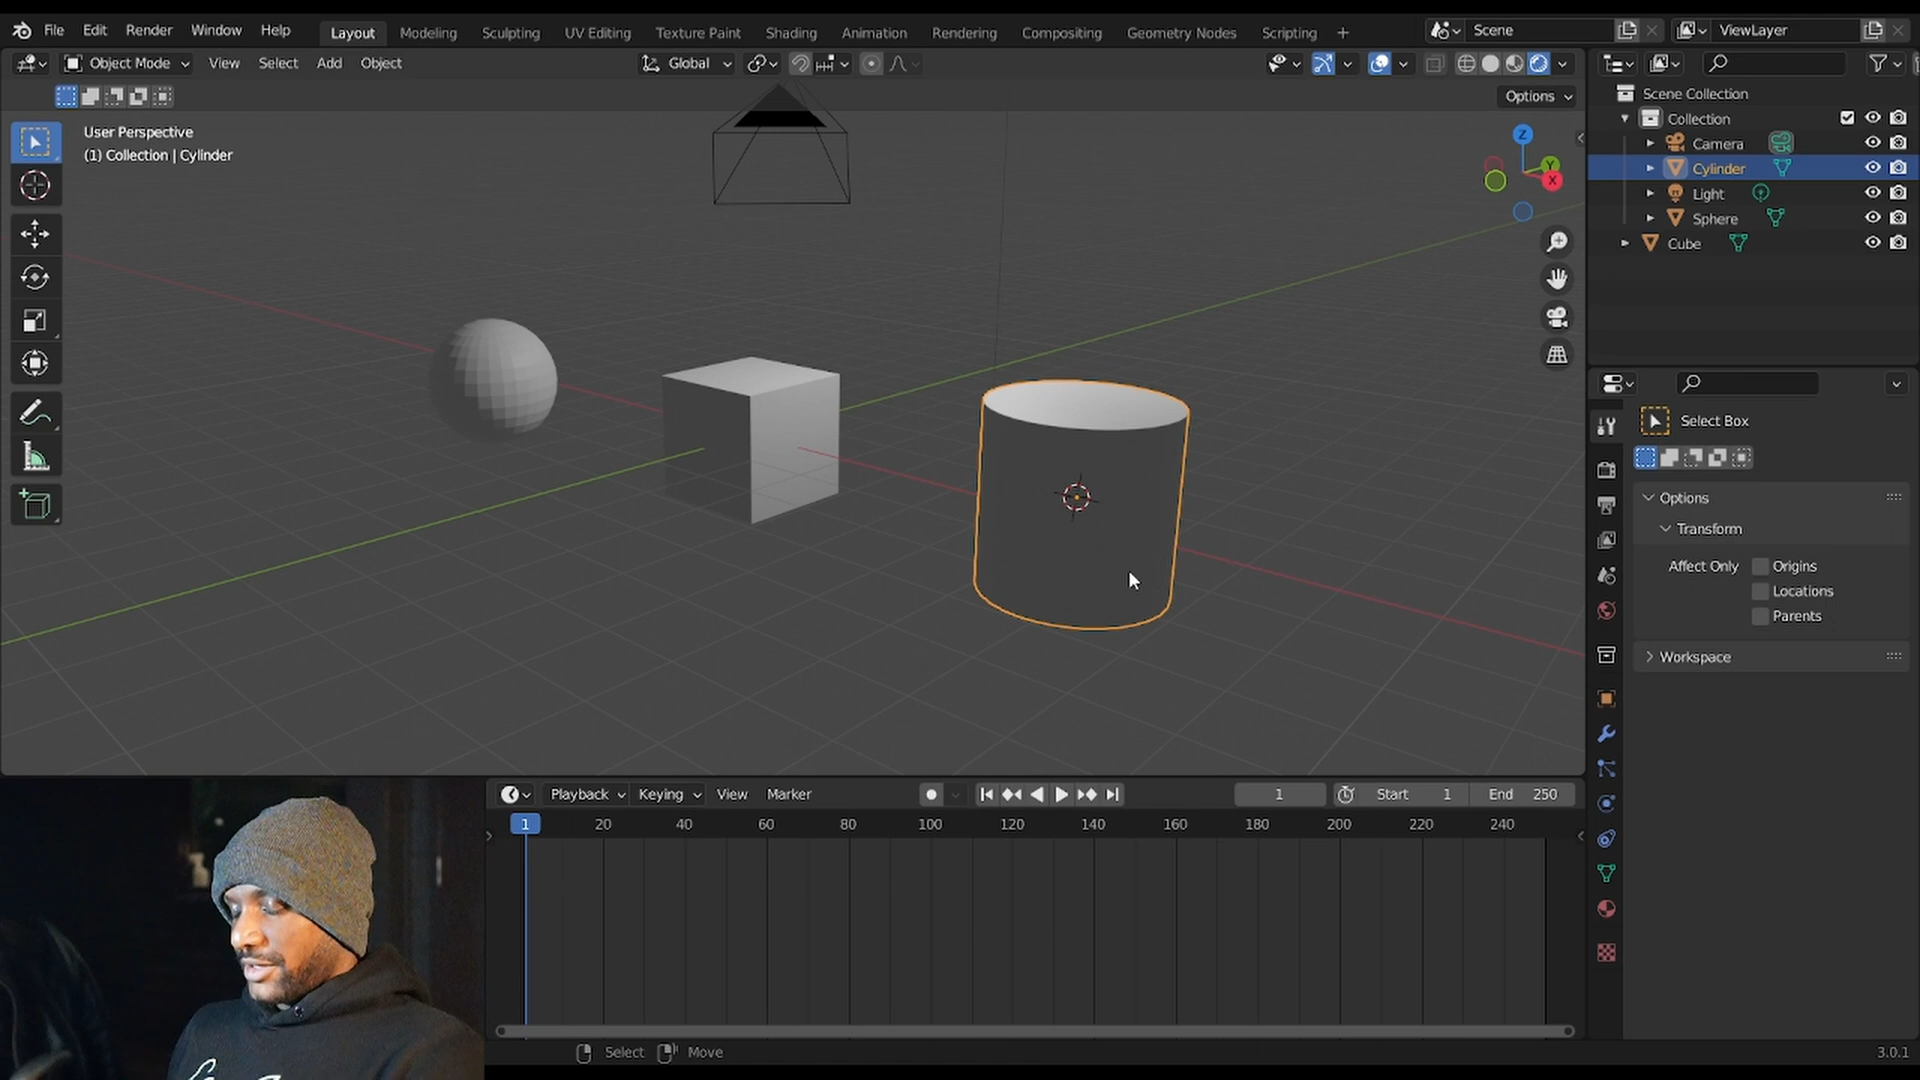 File Edit Render Window Help Layout Modeling Sculpting UV Editing Texture Paint Shading Animation Rendering Compositing Geometry Nodes Scripting + Scene ViewLayer
Object Mode View Select Add Object Global
Options
User Perspective
(1) Collection | Cylinder
Z
Y
X
Scene Collection
Collection
Camera
Cylinder
Light
Sphere
Cube
Select Box
Options
Transform
Affect Only Origins
Locations
Parents
Workspace
Playback Keying View Marker 1 Start 1 End 250
1 20 40 60 80 100 120 140 160 180 200 220 240
Select Move 3.0.1